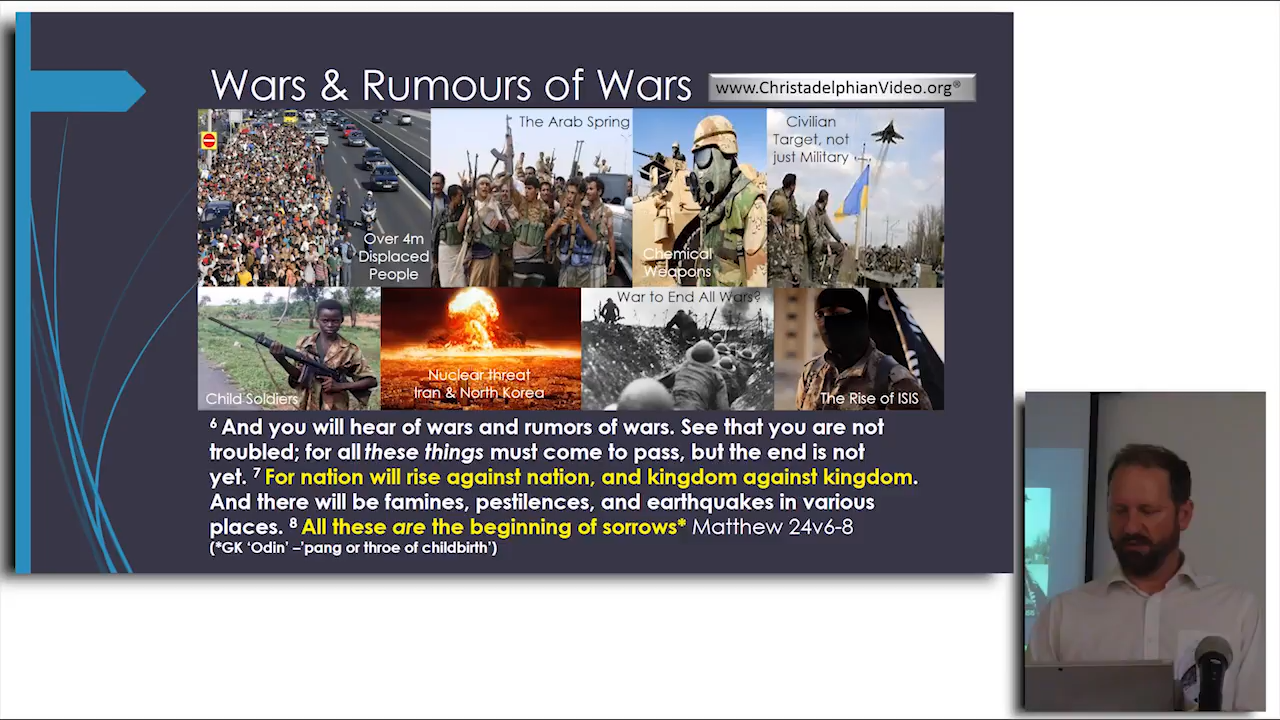 Wars & Rumours of Wars
www.ChristadelphianVideo.org®
Over 4m
Displaced
People
The Arab Spring
Chemical
Weapons
Civilian
Target, not
just Military
Child Soldiers
Nuclear threat
Iran & North Korea
War to End All Wars?
The Rise of ISIS
6 And you will hear of wars and rumors of wars. See that you are not
troubled; for all these things must come to pass, but the end is not
yet. 7 For nation will rise against nation, and kingdom against kingdom.
And there will be famines, pestilences, and earthquakes in various
places. 8 All these are the beginning of sorrows* Matthew 24v6-8
(*GK ‘Odin’ –’pang or throe of childbirth’)